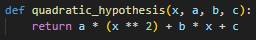 def quadratic_hypothesis(x, a, b, c):
    return a * (x ** 2) + b * x + c